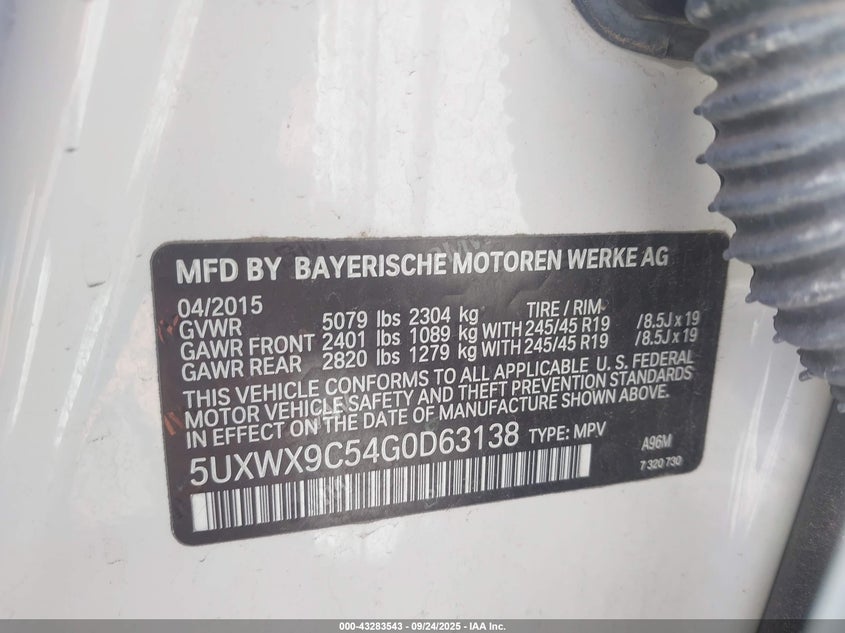 MFD BY BAYERISCHE MOTOREN WERKE AG
04/2015
GVWR 5079 lbs 2304 kg TIRE / RIM
GAWR FRONT 2401 lbs 1089 kg WITH 245/45 R19 / 8.5J x 19
GAWR REAR 2820 lbs 1279 kg WITH 245/45 R19 / 8.5J x 19
THIS VEHICLE CONFORMS TO ALL APPLICABLE U. S. FEDERAL
MOTOR VEHICLE SAFETY AND THEFT PREVENTION STANDARDS
IN EFFECT ON THE DATE OF MANUFACTURE SHOWN ABOVE.
5UXWX9C54G0D63138 TYPE: MPV A96M
7 320 730
000-43283543 - 09/24/2025 - IAA Inc.